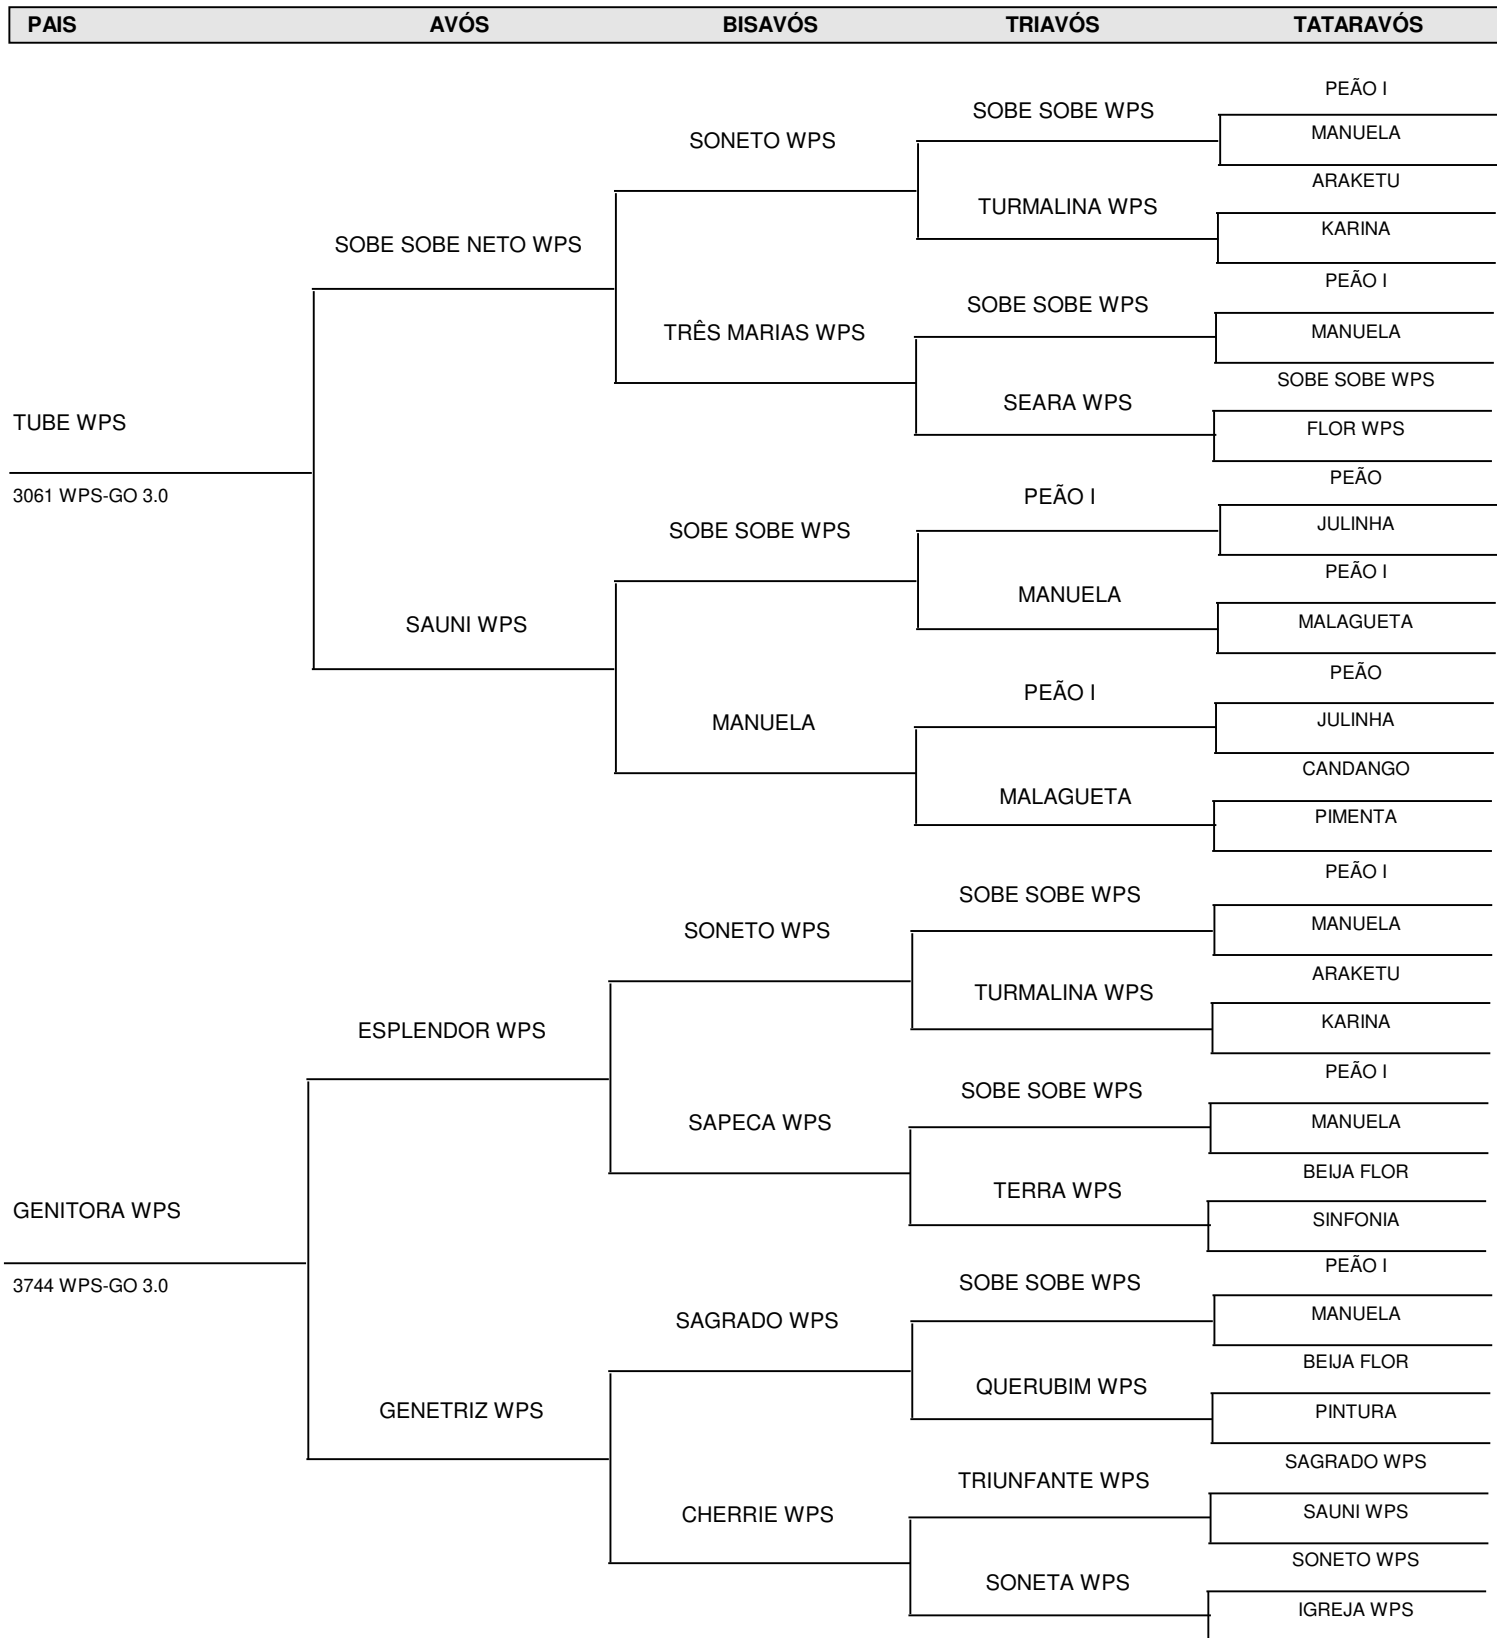 PAIS AVÓS BISAVÓS TRIAVÓS TATARAVÓS
PEÃO I
SOBE SOBE WPS
MANUELA
SONETO WPS
ARAKETU
TURMALINA WPS
KARINA
SOBE SOBE NETO WPS
PEÃO I
SOBE SOBE WPS
MANUELA
TRÊS MARIAS WPS
SOBE SOBE WPS
SEARA WPS
TUBE WPS
FLOR WPS
PEÃO
3061 WPS-GO 3.0
PEÃO I
JULINHA
SOBE SOBE WPS
PEÃO I
MANUELA
MALAGUETA
SAUNI WPS
PEÃO
PEÃO I
JULINHA
MANUELA
CANDANGO
MALAGUETA
PIMENTA
PEÃO I
SOBE SOBE WPS
MANUELA
SONETO WPS
ARAKETU
TURMALINA WPS
KARINA
ESPLENDOR WPS
PEÃO I
SOBE SOBE WPS
MANUELA
SAPECA WPS
BEIJA FLOR
TERRA WPS
GENITORA WPS
SINFONIA
PEÃO I
3744 WPS-GO 3.0
SOBE SOBE WPS
MANUELA
SAGRADO WPS
BEIJA FLOR
QUERUBIM WPS
GENETRIZ WPS
PINTURA
SAGRADO WPS
TRIUNFANTE WPS
SAUNI WPS
CHERRIE WPS
SONETO WPS
SONETA WPS
IGREJA WPS